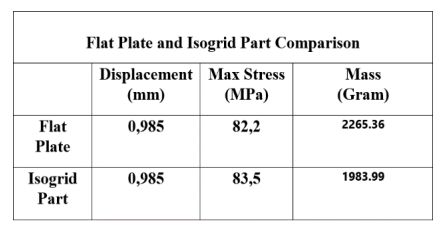 Flat Plate and Isogrid Part Comparison
Displacement (mm) Max Stress (MPa) Mass (Gram)
Flat Plate 0,985 82,2 2265.36
Isogrid Part 0,985 83,5 1983.99